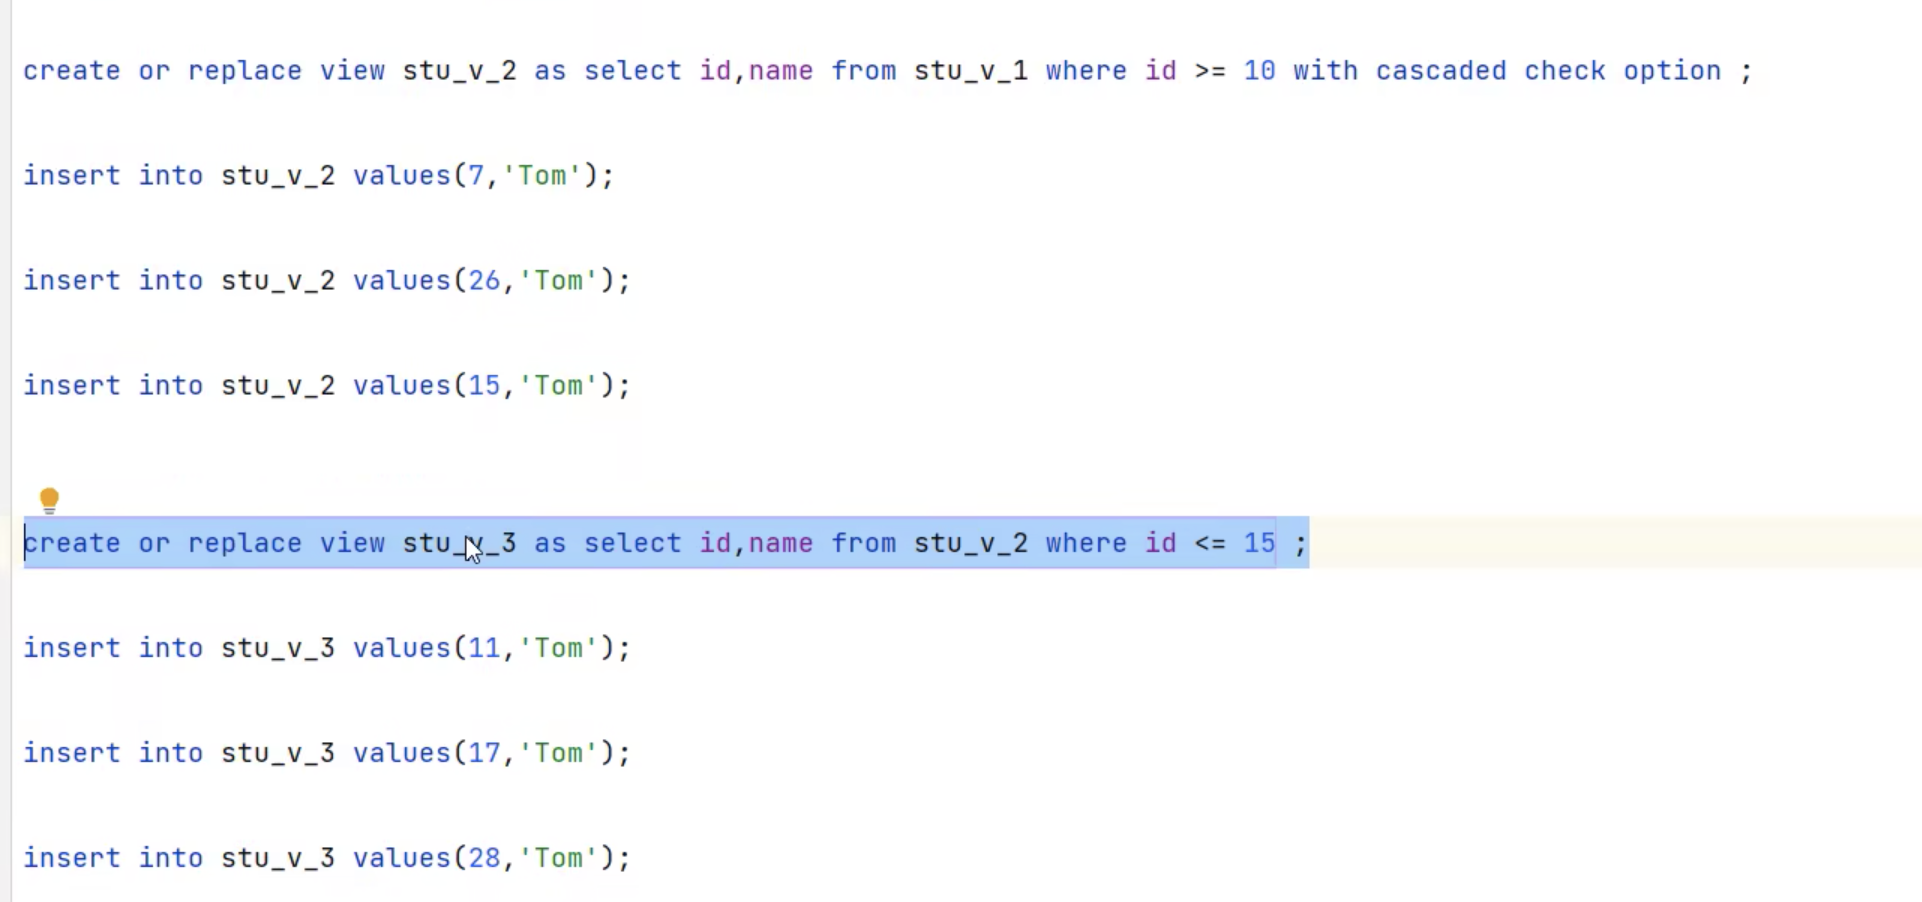 create or replace view stu_v_2 as select id,name from stu_v_1 where id >= 10 with cascaded check option ;
insert into stu_v_2 values(7,'Tom');
insert into stu_v_2 values(26,'Tom');
insert into stu_v_2 values(15,'Tom');
create or replace view stu_v_3 as select id,name from stu_v_2 where id <= 15 ;
insert into stu_v_3 values(11,'Tom');
insert into stu_v_3 values(17,'Tom');
insert into stu_v_3 values(28,'Tom');